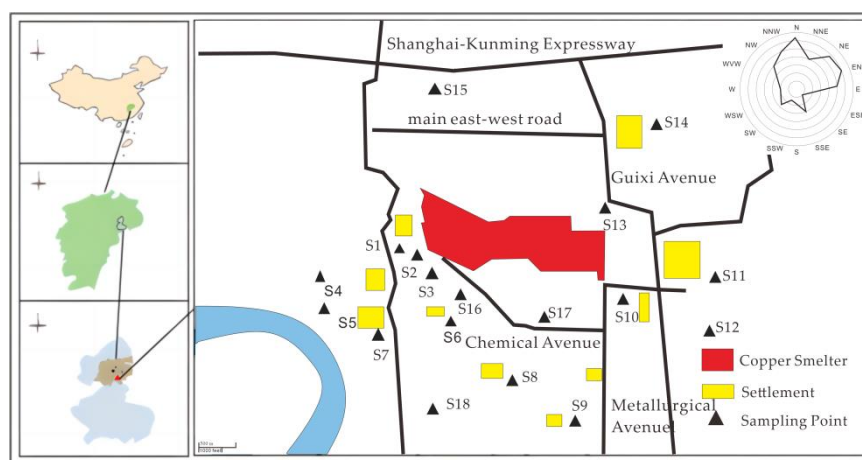 Shanghai-Kunming Expressway
S15
main east-west road
S14
Guixi Avenue
S13
S1
S2
S3
S4
S16
S17
S5
S6
S7
Chemical Avenue
S10
S11
S12
S8
S18
S9
Metallurgical
Avenuel
Copper Smelter
Settlement
Sampling Point
N
NNW
NNE
NW
NE
WVW
EN
W
E
WSW
ESE
SW
SE
SSW
SSE
S